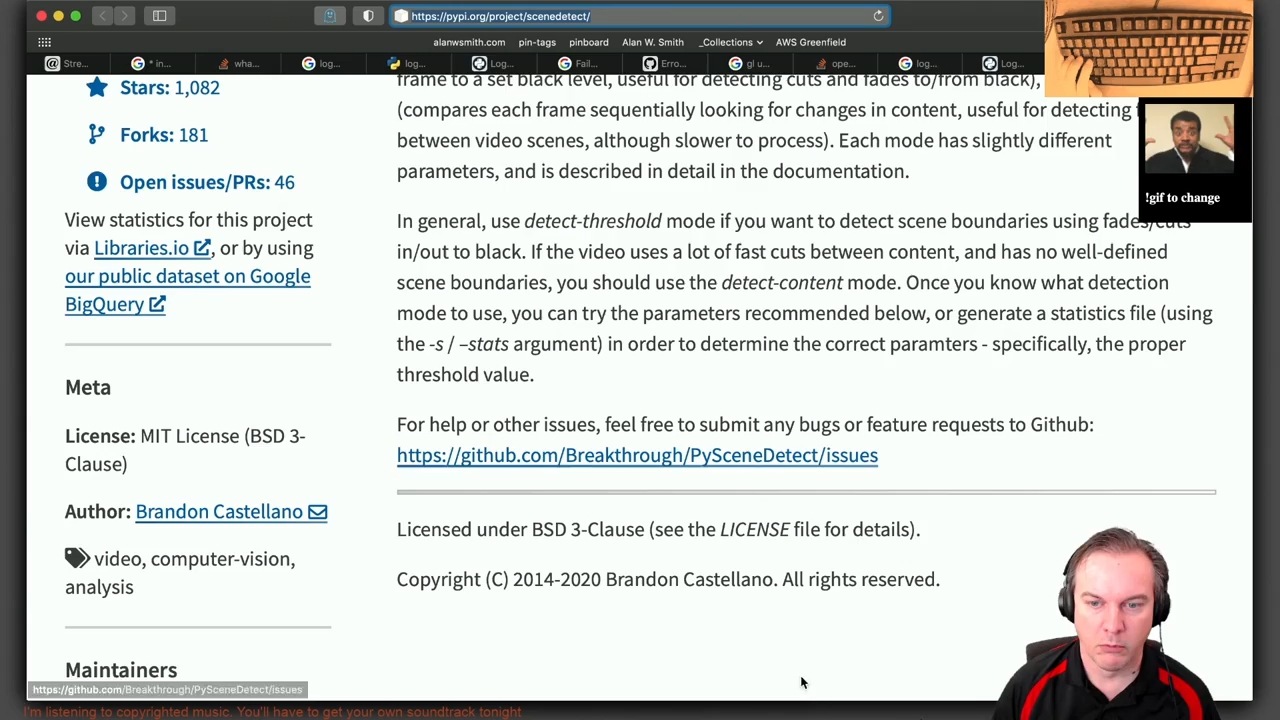 https://pypi.org/project/scenedetect/
alanwsmith.com pin-tags pinboard Alan W. Smith _Collections AWS Greenfield
Stre... * in... wha... log... log... Log... Fail... Erro... gl u... ope... log... Log...
Stars: 1,082
Forks: 181
Open issues/PRs: 46
View statistics for this project
via Libraries.io, or by using
our public dataset on Google
BigQuery
Meta
License: MIT License (BSD 3-
Clause)
Author: Brandon Castellano
video, computer-vision,
analysis
Maintainers
https://github.com/Breakthrough/PySceneDetect/issues
frame to a set black level, useful for detecting cuts and fades to/from black),
(compares each frame sequentially looking for changes in content, useful for detecting
between video scenes, although slower to process). Each mode has slightly different
parameters, and is described in detail in the documentation.
In general, use detect-threshold mode if you want to detect scene boundaries using fades/cuts
in/out to black. If the video uses a lot of fast cuts between content, and has no well-defined
scene boundaries, you should use the detect-content mode. Once you know what detection
mode to use, you can try the parameters recommended below, or generate a statistics file (using
the -s / –stats argument) in order to determine the correct paramters - specifically, the proper
threshold value.
For help or other issues, feel free to submit any bugs or feature requests to Github:
https://github.com/Breakthrough/PySceneDetect/issues
Licensed under BSD 3-Clause (see the LICENSE file for details).
Copyright (C) 2014-2020 Brandon Castellano. All rights reserved.
!gif to change
I'm listening to copyrighted music. You'll have to get your own soundtrack tonight